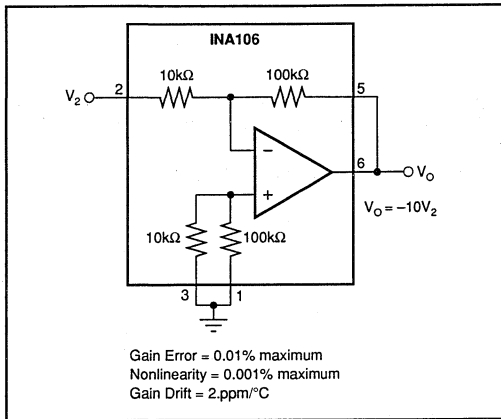 INA106
10kΩ
100kΩ
V2
2
5
6
VO
VO = –10V2
10kΩ
100kΩ
3
1
Gain Error = 0.01% maximum
Nonlinearity = 0.001% maximum
Gain Drift = 2.ppm/°C